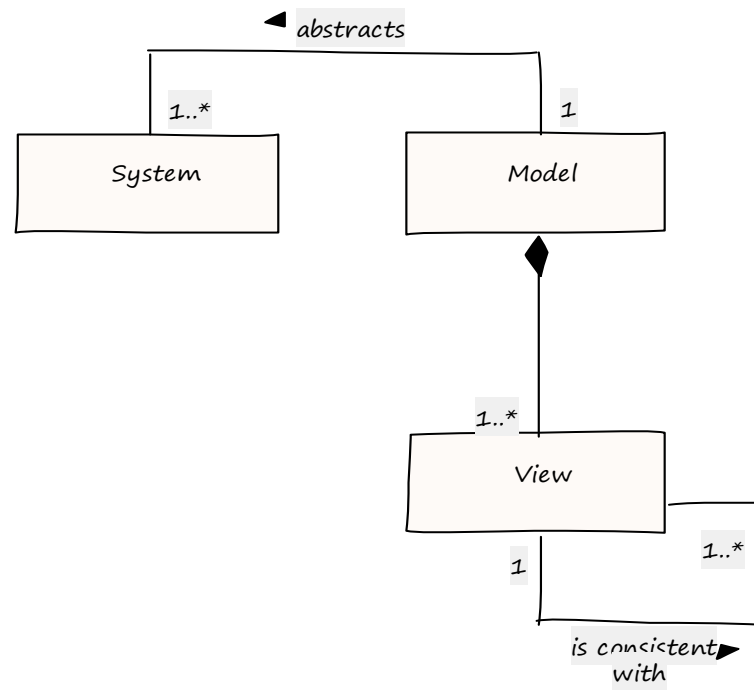 abstracts
1..*
1
System
Model
1..*
View
1..*
1
is consistent
with